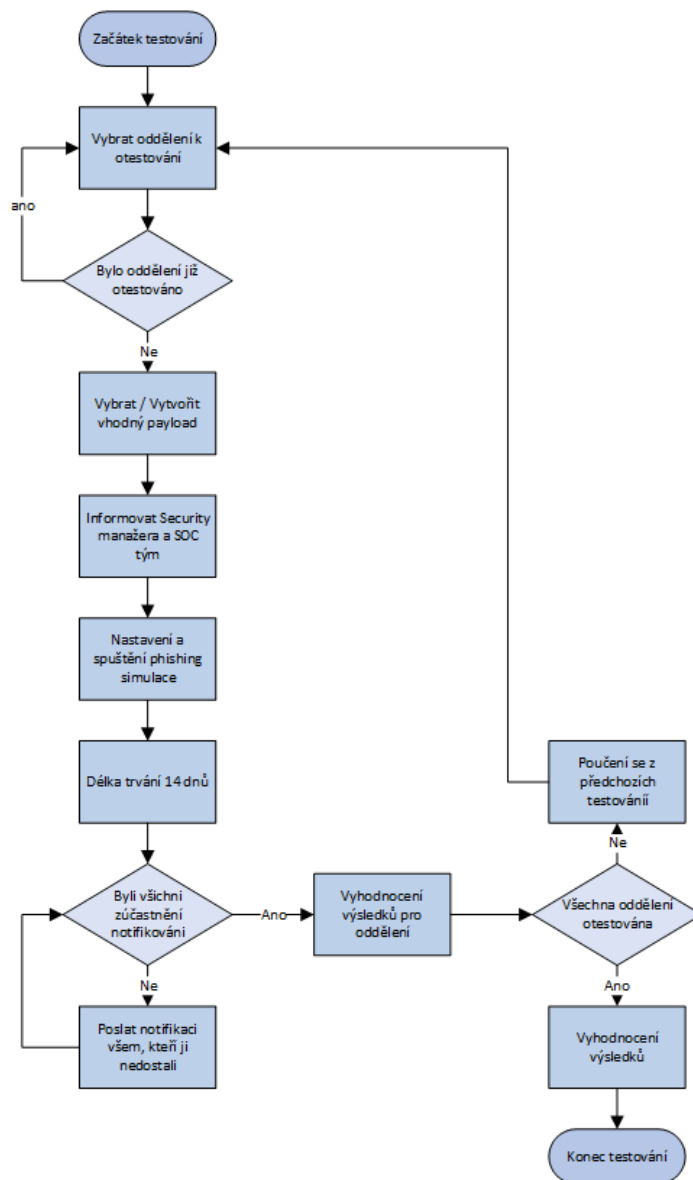 Začátek testování
Vybrat oddělení k
otestování
ano
Bylo oddělení již
otestováno
Ne
Vybrat / Vytvořit
vhodný payload
Informovat Security
manažera a SOC
tým
Nastavení a
spuštění phishing
simulace
Délka trvání 14 dnů
Byli všichni
zúčastnění
notifikováni
Ano
Ne
Poslat notifikaci
všem, kteří ji
nedostali
Vyhodnocení
výsledků pro
oddělení
Všechna oddělení
otestována
Ne
Poučení se z
předchozích
testováníí
Ano
Vyhodnocení
výsledků
Konec testování